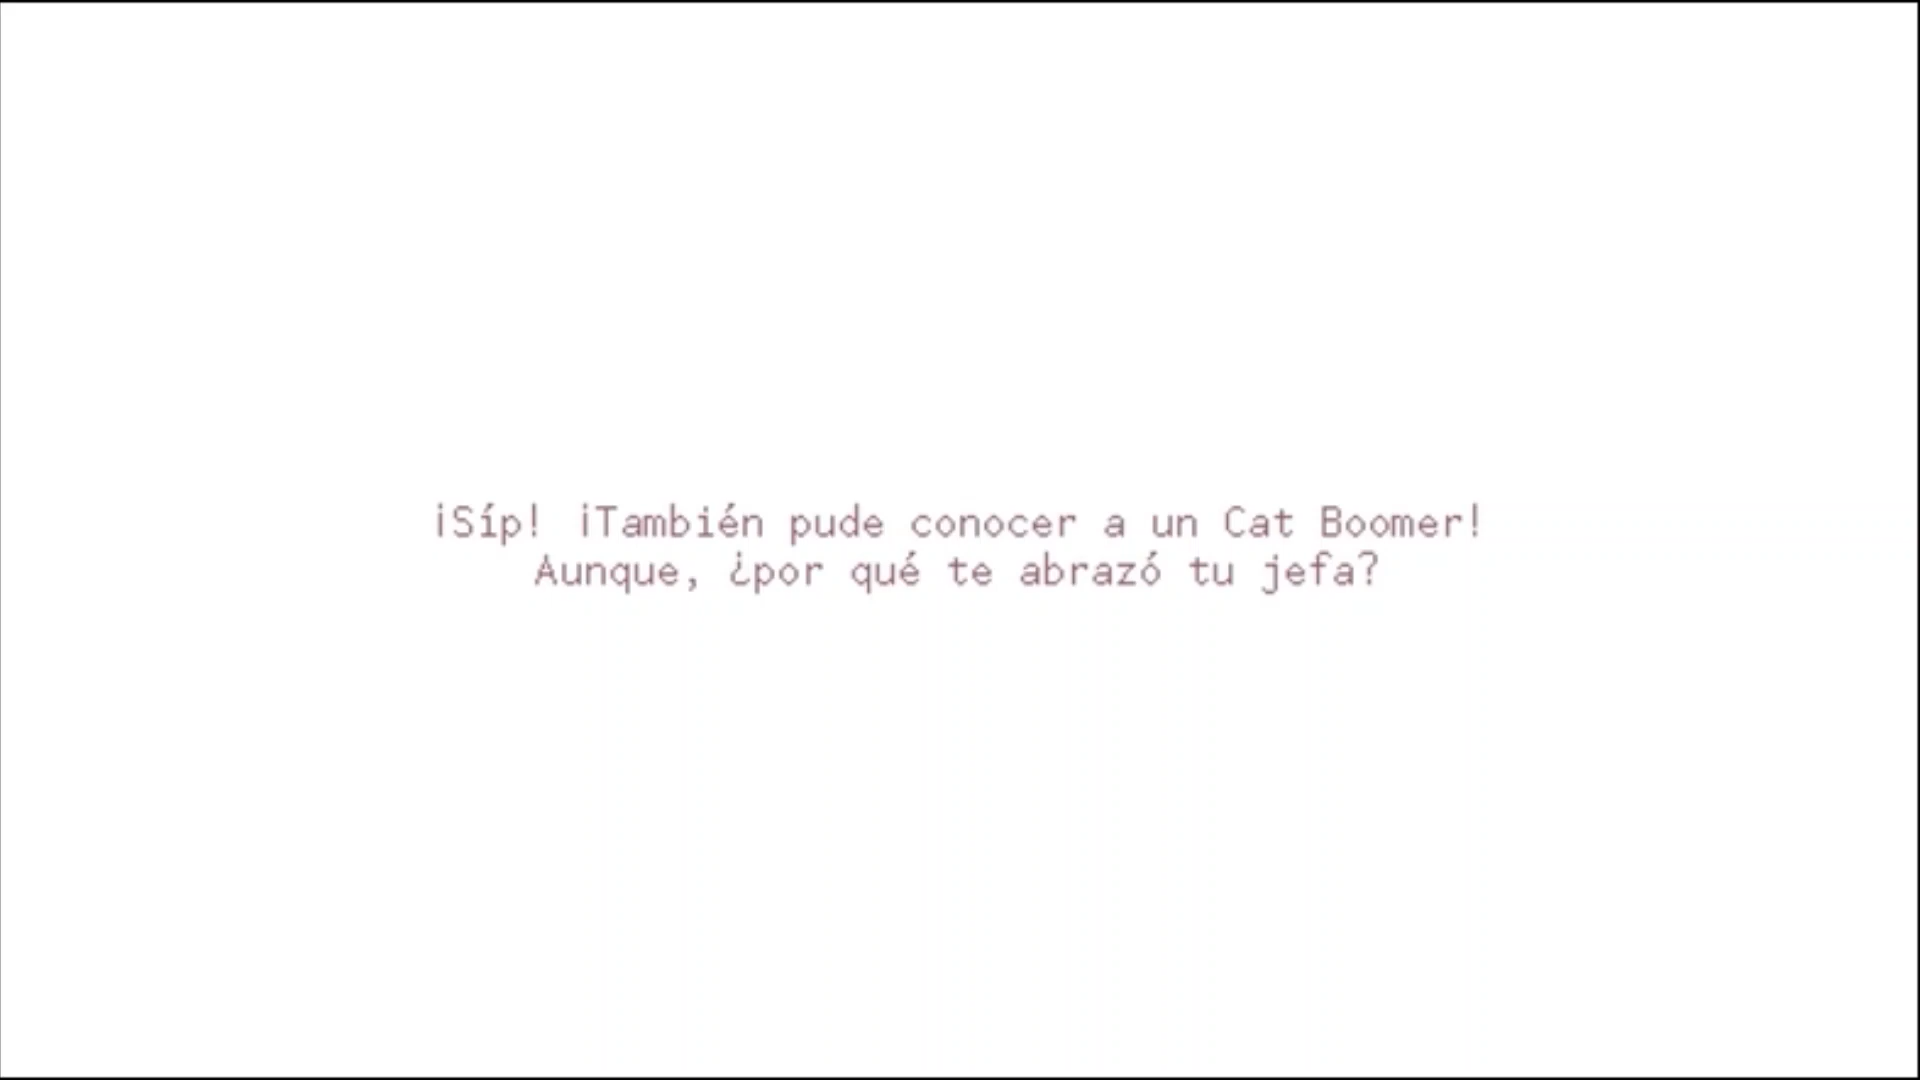 ¡Síp! ¡También pude conocer a un Cat Boomer!
Aunque, ¿por qué te abrazó tu jefa?